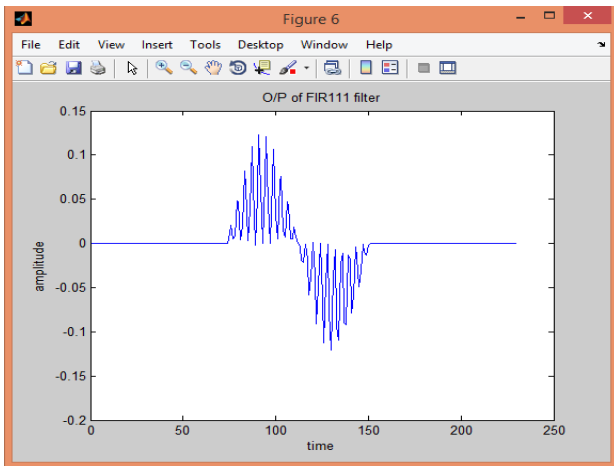 Figure 6
File Edit View Insert Tools Desktop Window Help
O/P of FIR111 filter
0.15
0.1
0.05
0
-0.05
-0.1
-0.15
-0.2
amplitude
0 50 100 150 200 250
time